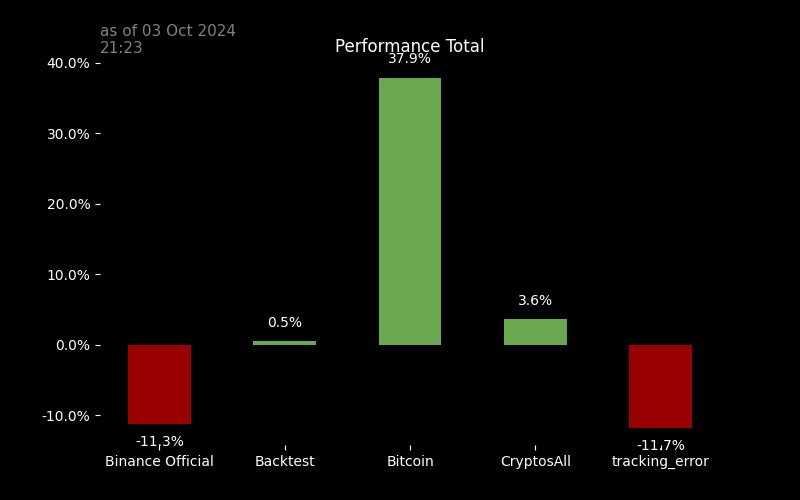 as of 03 Oct 2024
21:23
Performance Total
40.0%
30.0%
20.0%
10.0%
0.0%
-10.0%
-11.3%
0.5%
37.9%
3.6%
-11.7%
Binance Official
Backtest
Bitcoin
CryptosAll
tracking_error